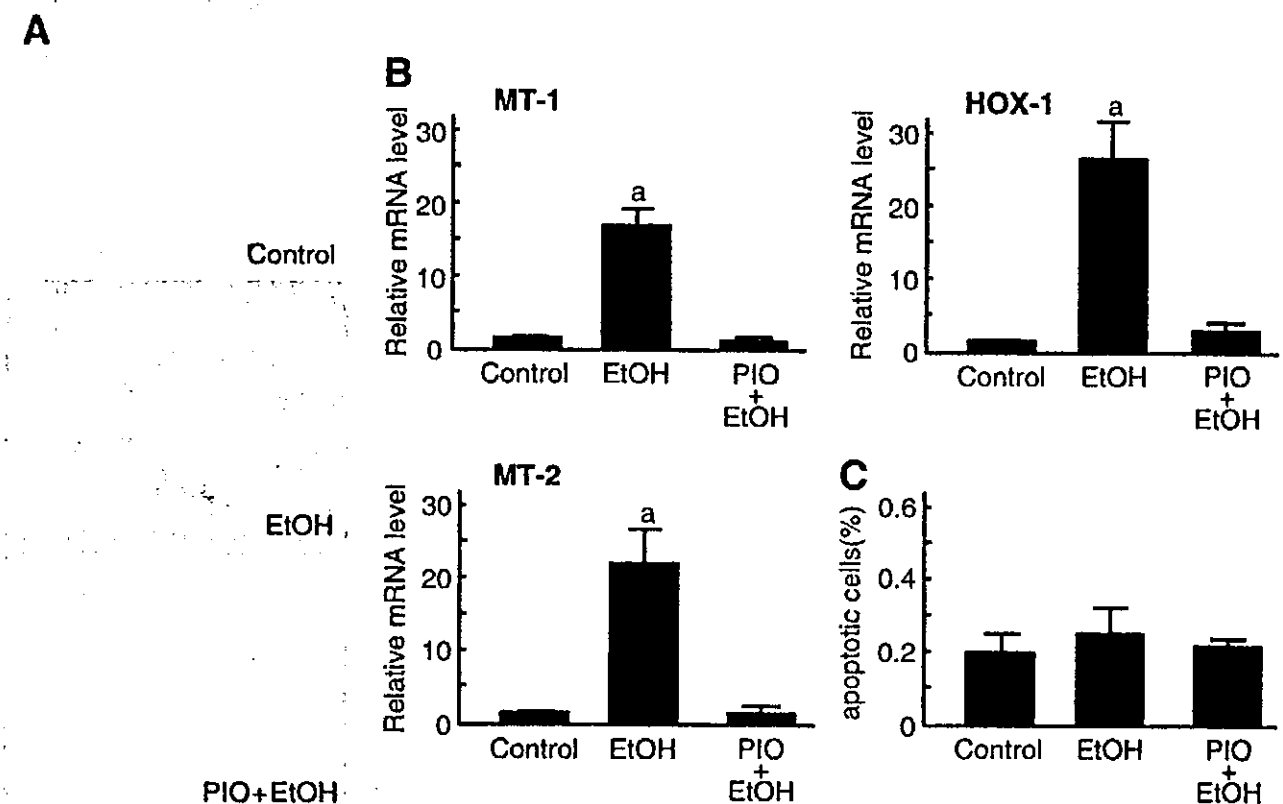 A
Control
EtOH
PIO+EtOH
B
MT-1
Relative mRNA level
30
20
10
0
a
Control EtOH PIO
+
EtOH
HOX-1
Relative mRNA level
30
20
10
0
a
Control EtOH PIO
+
EtOH
MT-2
Relative mRNA level
30
20
10
0
a
Control EtOH PIO
+
EtOH
C
apoptotic cells(%)
0.6
0.4
0.2
0
Control EtOH PIO
+
EtOH